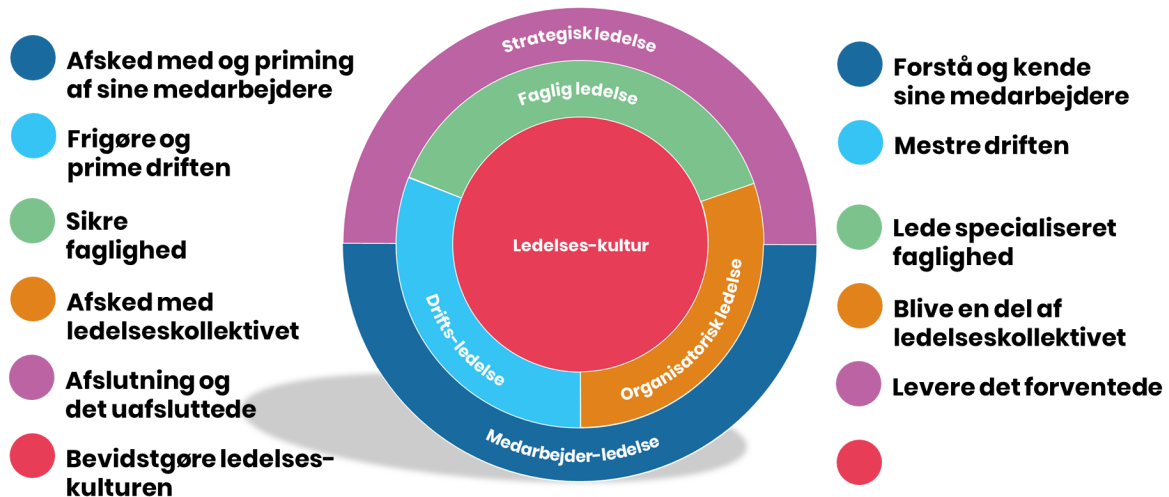 Afsked med og priming
af sine medarbejdere
Frigøre og
prime driften
Sikre
faglighed
Afsked med
ledelseskollektivet
Afslutning og
det uafsluttede
Bevidstgøre ledelses-
kulturen
Strategisk ledelse
Faglig ledelse
Ledelses-kultur
Drifts-ledelse
Organisatorisk ledelse
Medarbejder-ledelse
Forstå og kende
sine medarbejdere
Mestre driften
Lede specialiseret
faglighed
Blive en del af
ledelseskollektivet
Levere det forventede